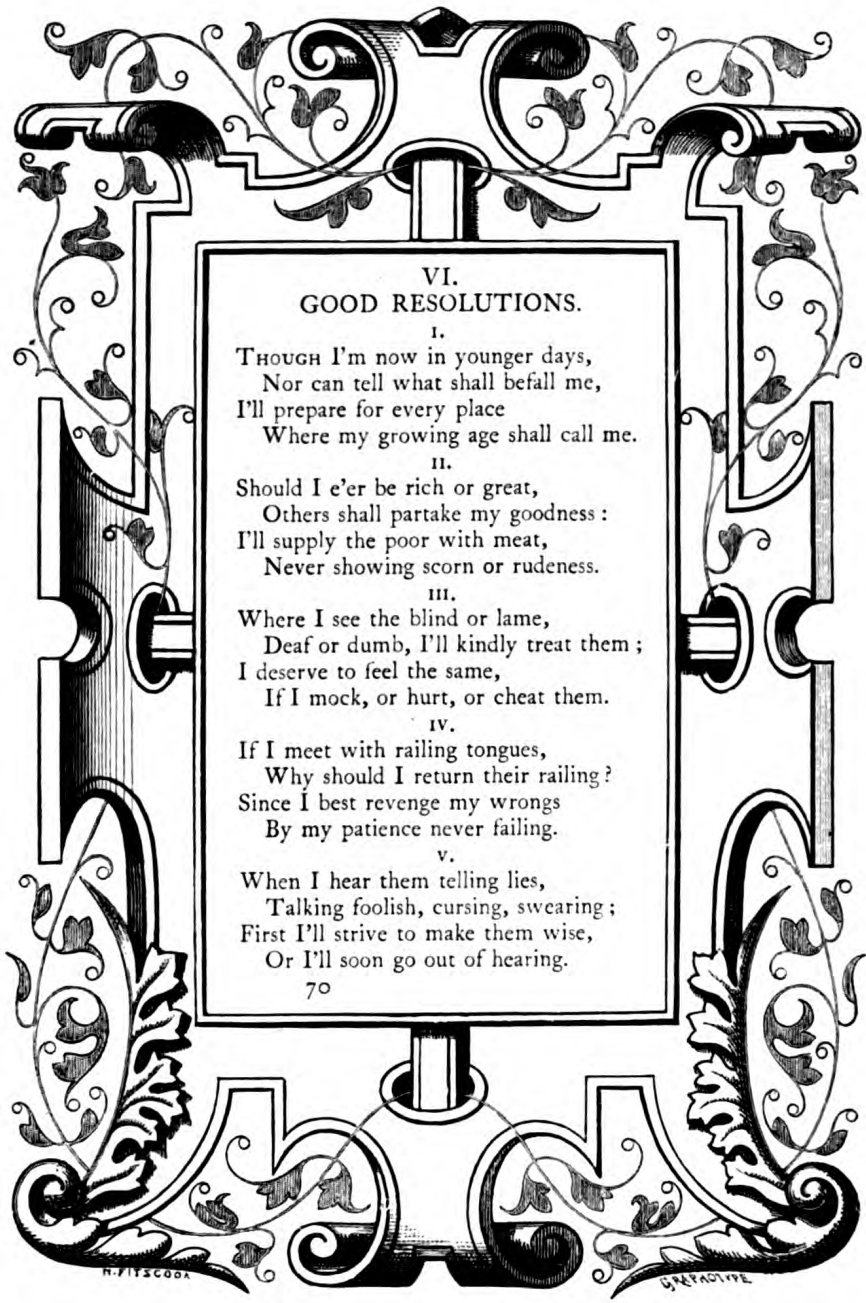 VI.
GOOD RESOLUTIONS.
I.
THOUGH I'm now in younger days,
Nor can tell what shall befall me,
I'll prepare for every place
Where my growing age shall call me.
II.
Should I e'er be rich or great,
Others shall partake my goodness :
I'll supply the poor with meat,
Never showing scorn or rudeness.
III.
Where I see the blind or lame,
Deaf or dumb, I'll kindly treat them ;
I deserve to feel the same,
If I mock, or hurt, or cheat them.
IV.
If I meet with railing tongues,
Why should I return their railing ?
Since I best revenge my wrongs
By my patience never failing.
V.
When I hear them telling lies,
Talking foolish, cursing, swearing ;
First I'll strive to make them wise,
Or I'll soon go out of hearing.
70
H. FITSCOOK
GRAPHOTYPE